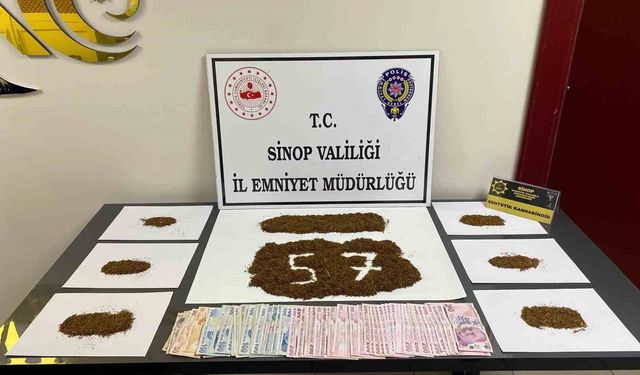 POLİS
T.C.
SİNOP VALİLİĞİ
İL EMNİYET MÜDÜRLÜĞÜ
SİNOP
SENTETİK KANNABİNOİD
57